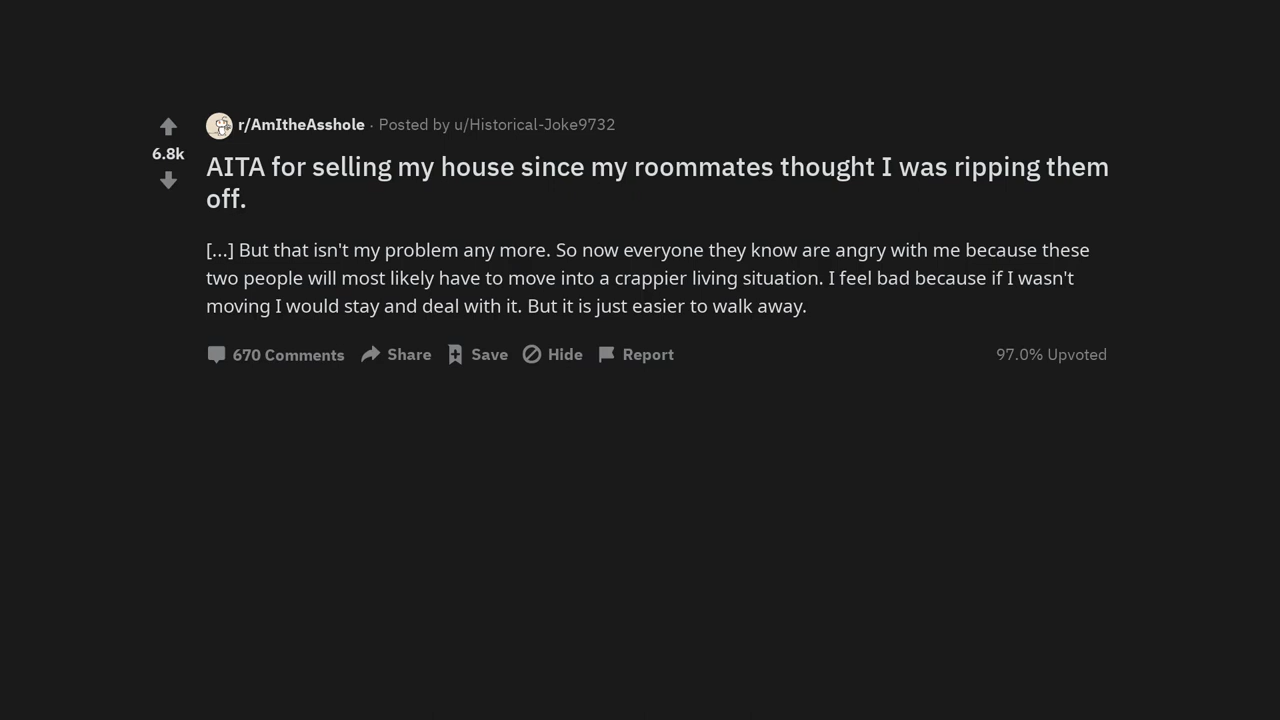 r/AmItheAsshole · Posted by u/Historical-Joke9732
6.8k
AITA for selling my house since my roommates thought I was ripping them
off.
[...] But that isn't my problem any more. So now everyone they know are angry with me because these
two people will most likely have to move into a crappier living situation. I feel bad because if I wasn't
moving I would stay and deal with it. But it is just easier to walk away.
670 Comments Share Save Hide Report 97.0% Upvoted